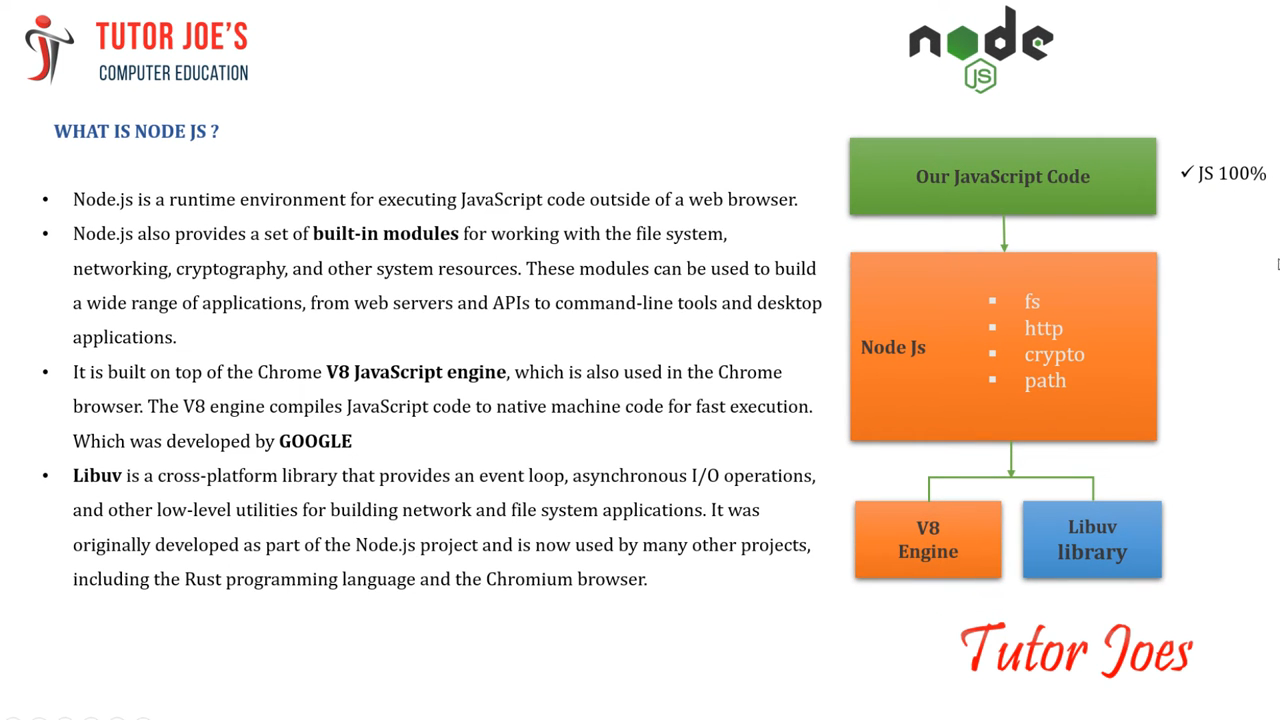 TUTOR JOE'S
COMPUTER EDUCATION
node
JS
WHAT IS NODE JS ?
• Node.js is a runtime environment for executing JavaScript code outside of a web browser.
• Node.js also provides a set of built-in modules for working with the file system,
networking, cryptography, and other system resources. These modules can be used to build
a wide range of applications, from web servers and APIs to command-line tools and desktop
applications.
• It is built on top of the Chrome V8 JavaScript engine, which is also used in the Chrome
browser. The V8 engine compiles JavaScript code to native machine code for fast execution.
Which was developed by GOOGLE
• Libuv is a cross-platform library that provides an event loop, asynchronous I/O operations,
and other low-level utilities for building network and file system applications. It was
originally developed as part of the Node.js project and is now used by many other projects,
including the Rust programming language and the Chromium browser.
Our JavaScript Code
✓ JS 100%
Node Js
▪ fs
▪ http
▪ crypto
▪ path
V8
Engine
Libuv
library
Tutor Joes